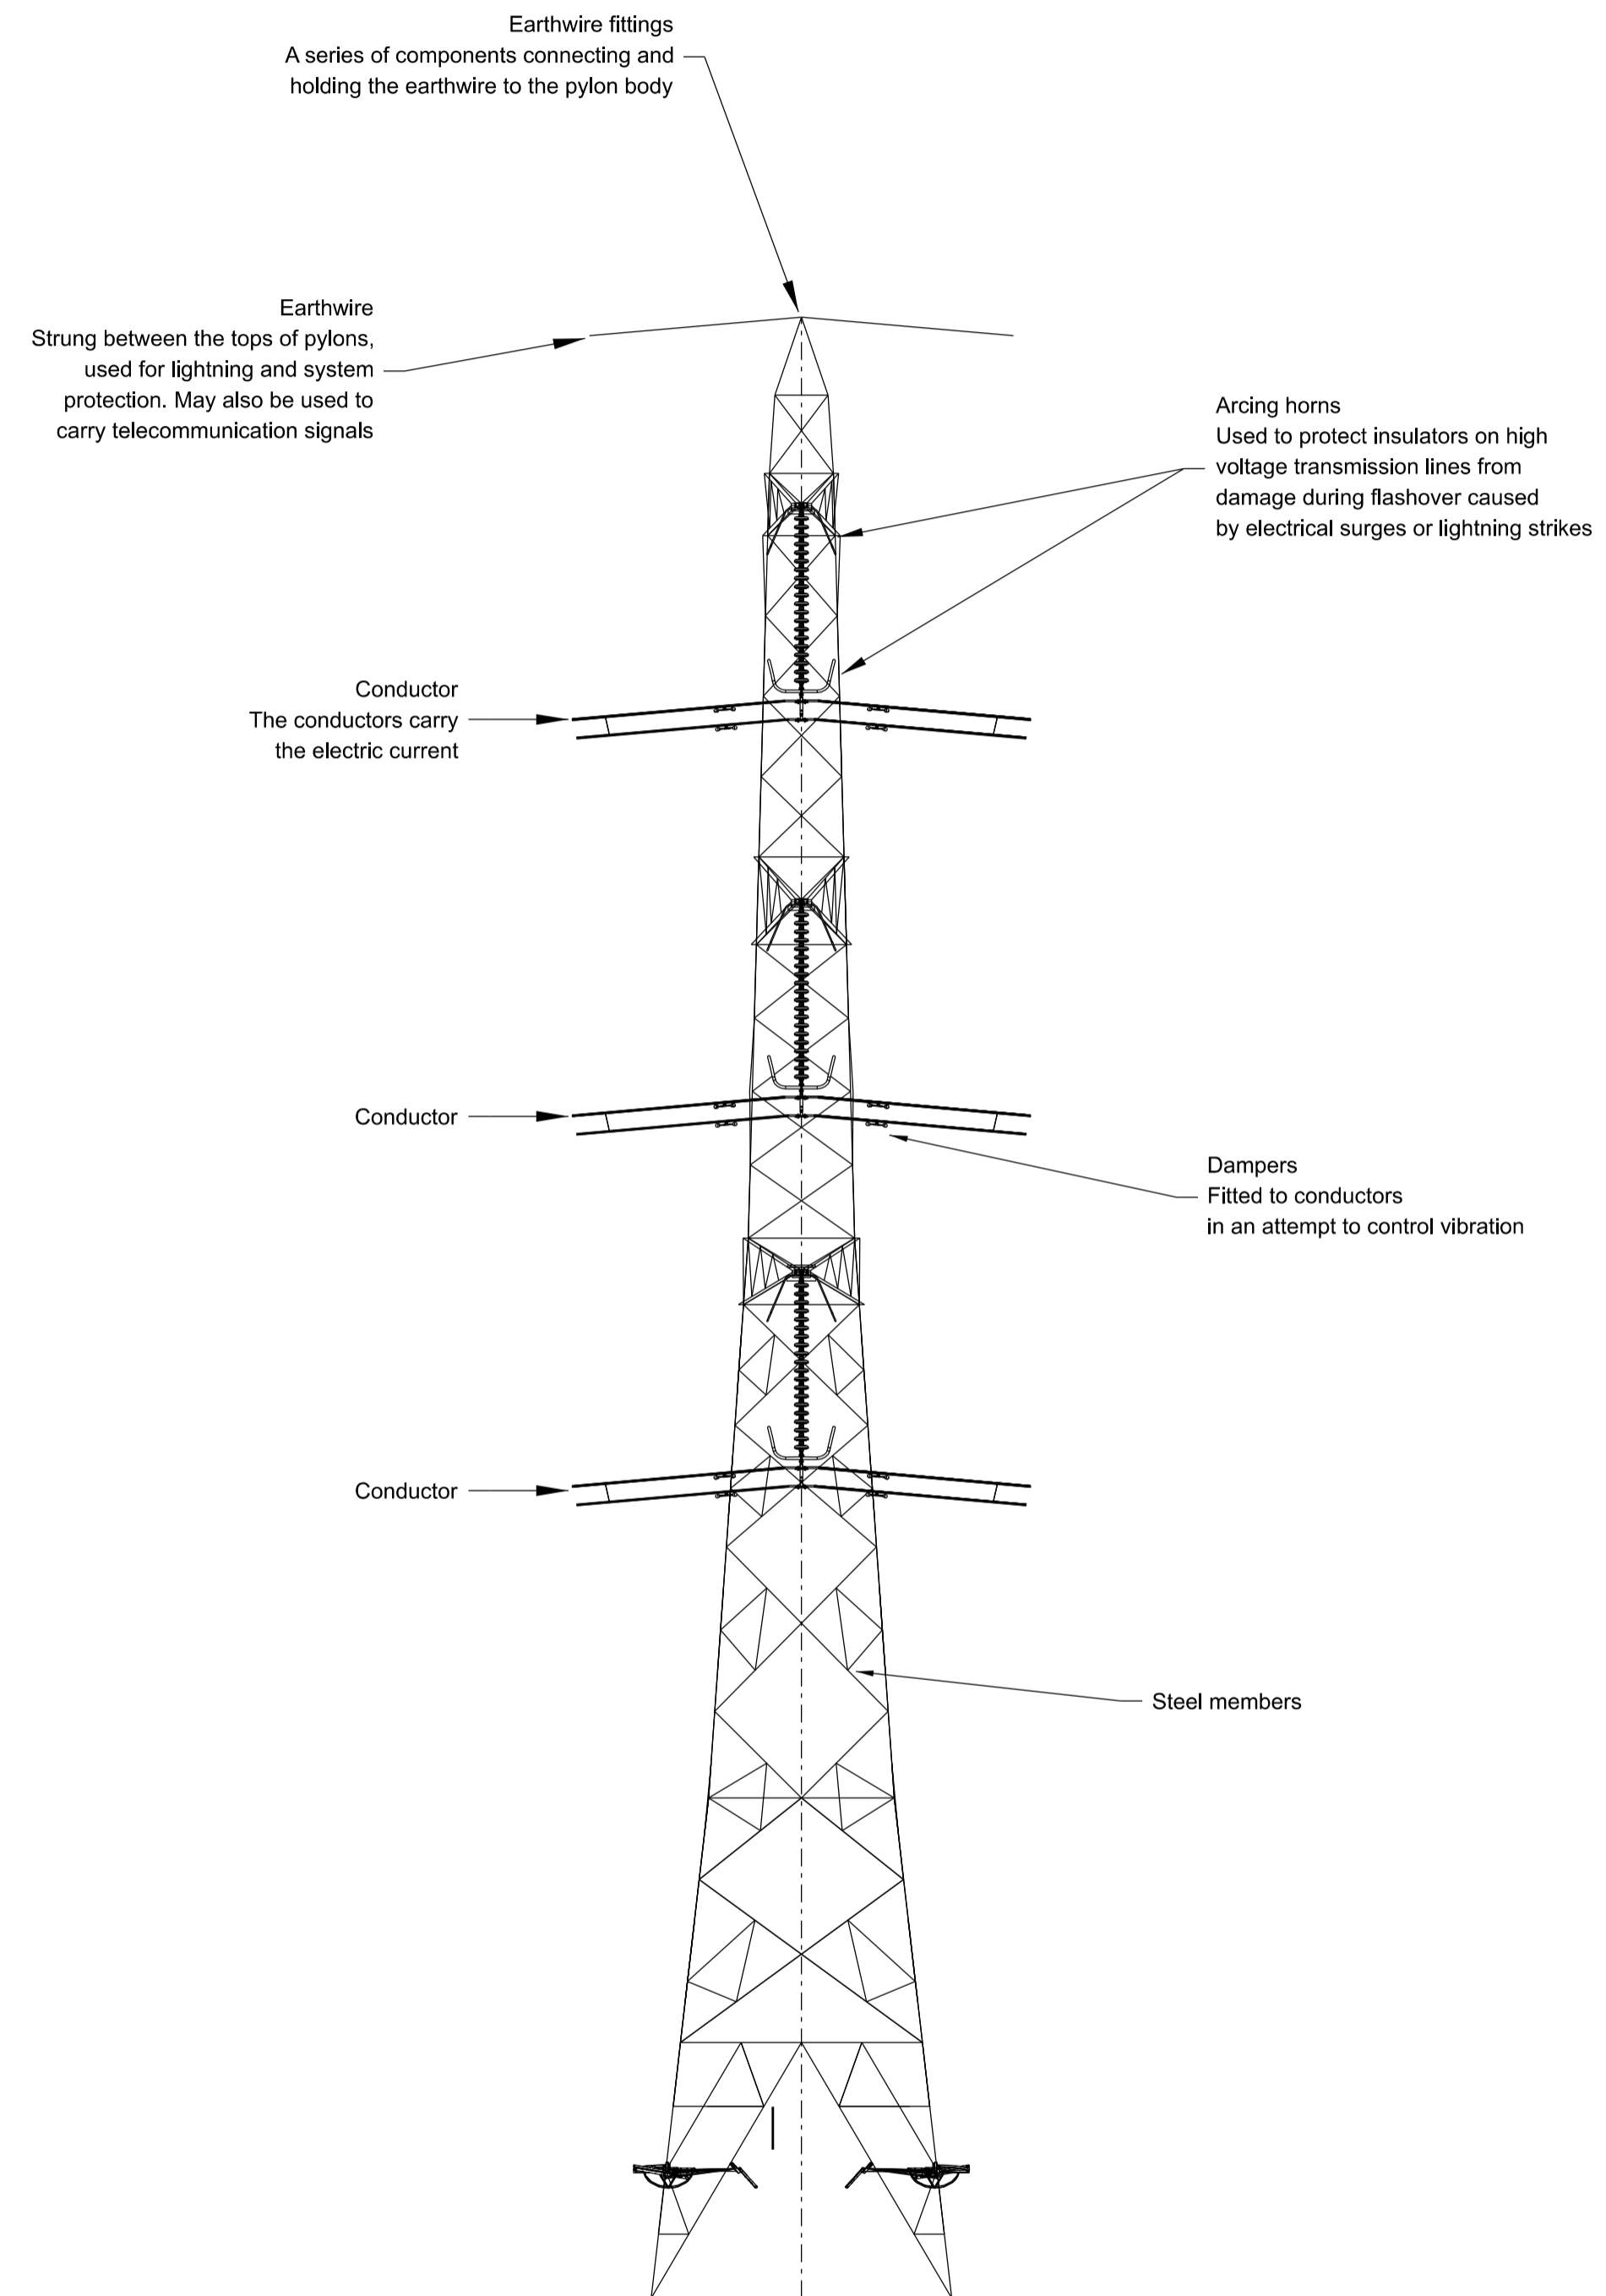 Earthwire fittings
A series of components connecting and
holding the earthwire to the pylon body
Earthwire
Strung between the tops of pylons,
used for lightning and system
protection. May also be used to
carry telecommunication signals
Arcing horns
Used to protect insulators on high
voltage transmission lines from
damage during flashover caused
by electrical surges or lightning strikes
Conductor
The conductors carry
the electric current
Conductor
Dampers
Fitted to conductors
in an attempt to control vibration
Conductor
Steel members